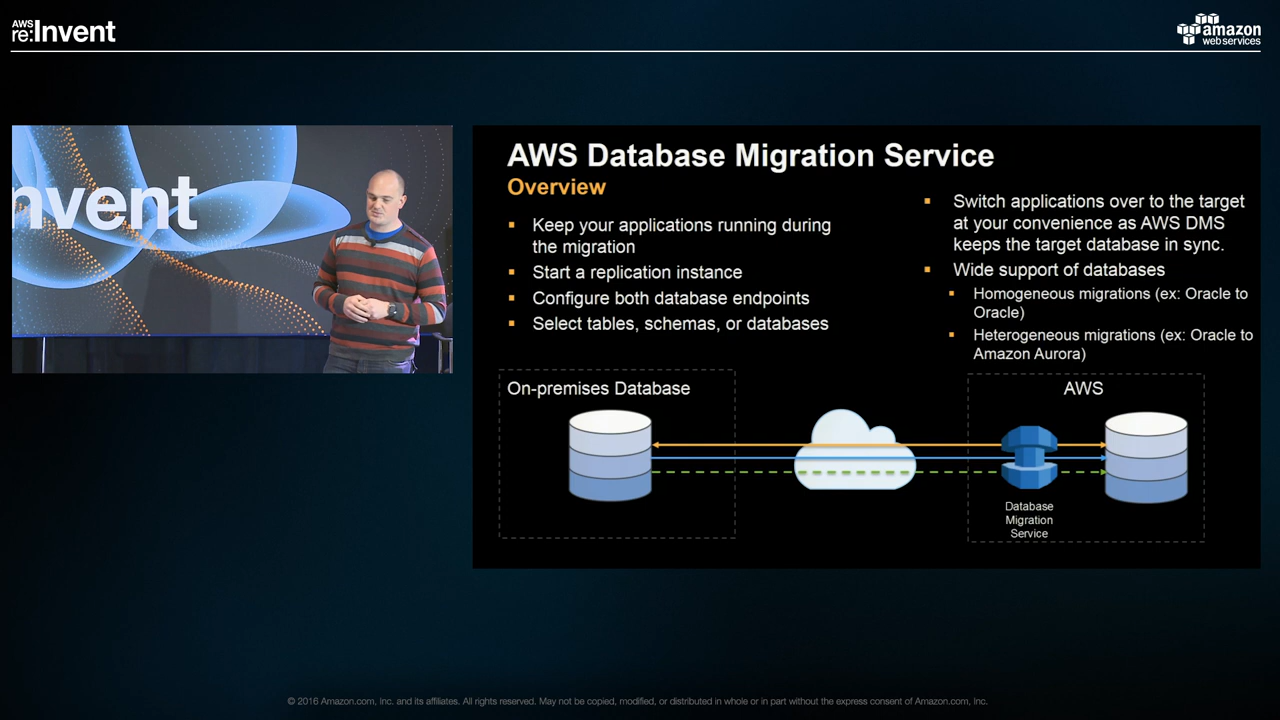 AWS
re:Invent
amazon
web services
nvent
AWS Database Migration Service
Overview
Keep your applications running during
the migration
Start a replication instance
Configure both database endpoints
Select tables, schemas, or databases
Switch applications over to the target
at your convenience as AWS DMS
keeps the target database in sync.
Wide support of databases
Homogeneous migrations (ex: Oracle to
Oracle)
Heterogeneous migrations (ex: Oracle to
Amazon Aurora)
On-premises Database
AWS
Database
Migration
Service
© 2016 Amazon.com, Inc. and its affiliates. All rights reserved. May not be copied, modified, or distributed in whole or in part without the express consent of Amazon.com, Inc.